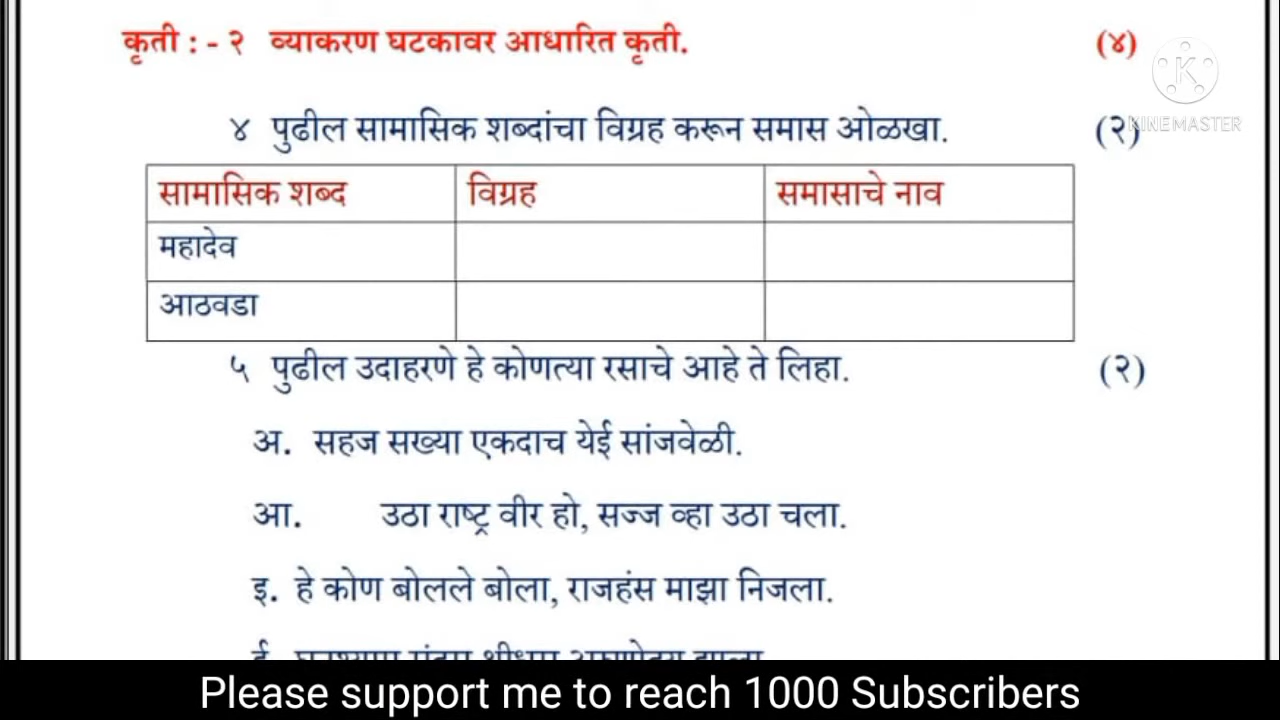 कृती : - २ व्याकरण घटकावर आधारित कृती. (४)
४ पुढील सामासिक शब्दांचा विग्रह करून समास ओळखा. (२)
KINEMASTER
सामासिक शब्द विग्रह समासाचे नाव
महादेव
आठवडा
५ पुढील उदाहरणे हे कोणत्या रसाचे आहे ते लिहा. (२)
अ. सहज सख्या एकदाच येई सांजवेळी.
आ. उठा राष्ट्र वीर हो, सज्ज व्हा उठा चला.
इ. हे कोण बोलले बोला, राजहंस माझा निजला.
Please support me to reach 1000 Subscribers